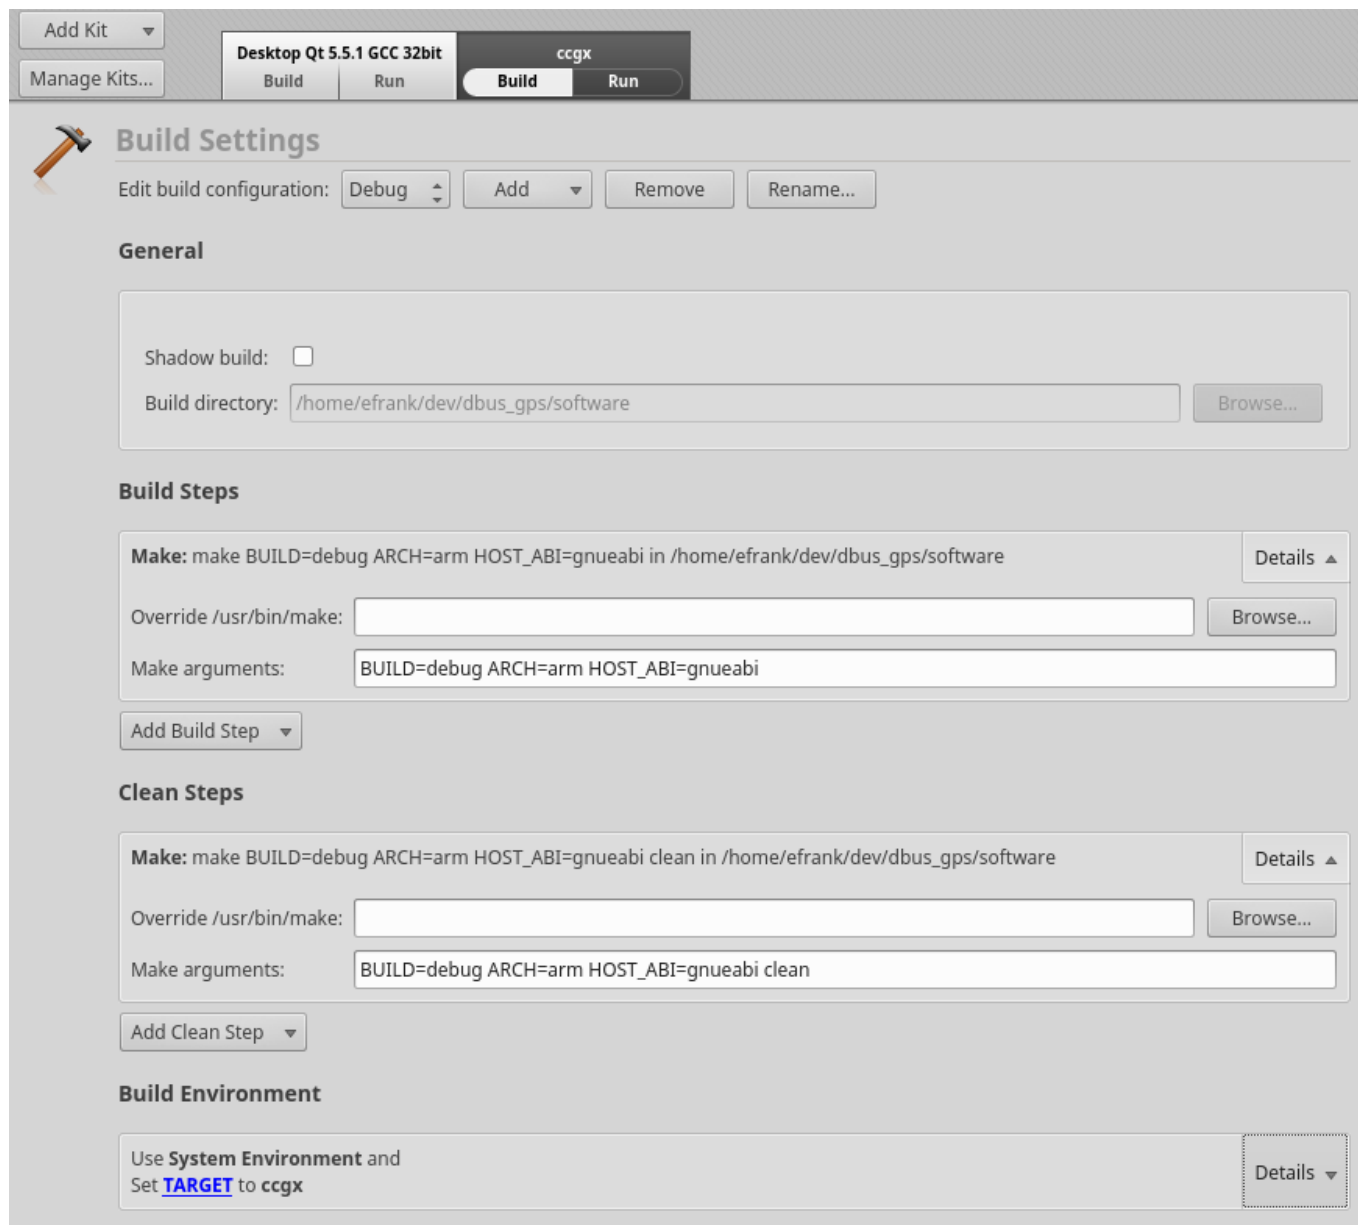 Add Kit
Manage Kits...
Desktop Qt 5.5.1 GCC 32bit
Build Run
ccgx
Build Run
Build Settings
Edit build configuration: Debug Add Remove Rename...
General
Shadow build:
Build directory: /home/efrank/dev/dbus_gps/software Browse...
Build Steps
Make: make BUILD=debug ARCH=arm HOST_ABI=gnueabi in /home/efrank/dev/dbus_gps/software Details
Override /usr/bin/make: Browse...
Make arguments: BUILD=debug ARCH=arm HOST_ABI=gnueabi
Add Build Step
Clean Steps
Make: make BUILD=debug ARCH=arm HOST_ABI=gnueabi clean in /home/efrank/dev/dbus_gps/software Details
Override /usr/bin/make: Browse...
Make arguments: BUILD=debug ARCH=arm HOST_ABI=gnueabi clean
Add Clean Step
Build Environment
Use System Environment and
Set TARGET to ccgx
Details